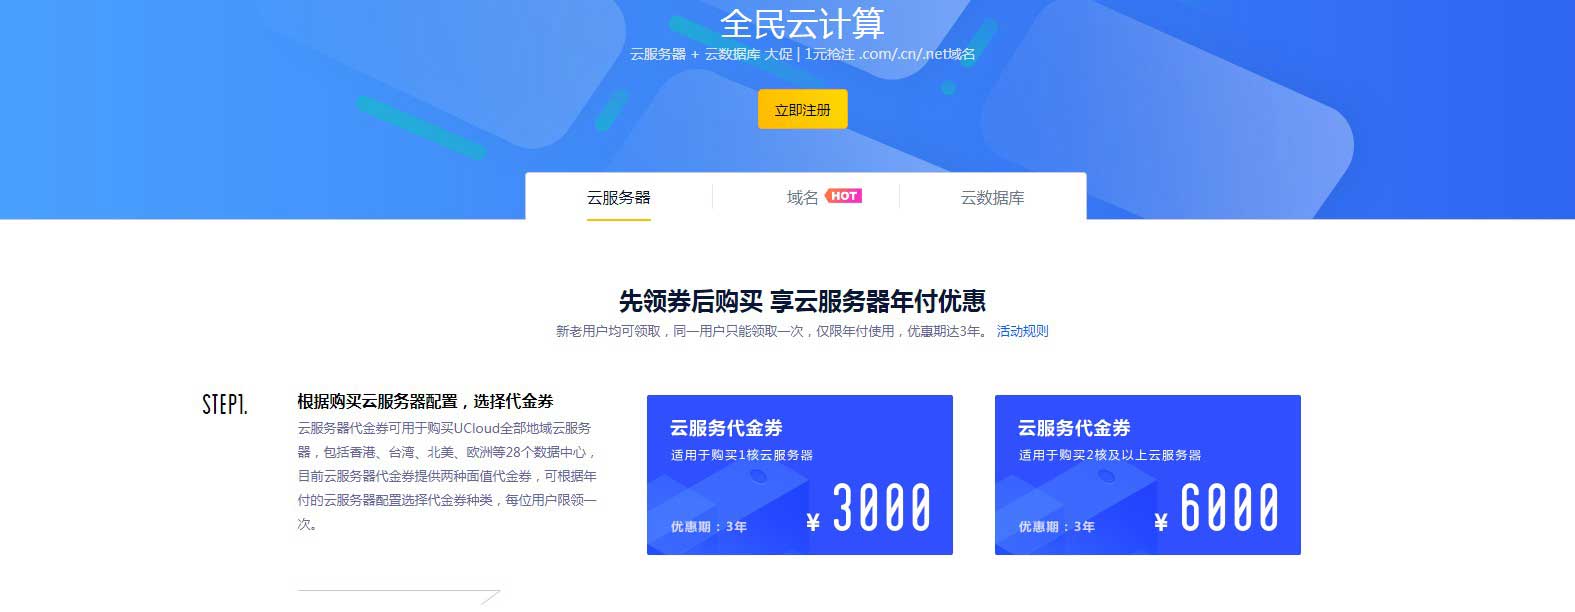 全民云计算
云服务器 + 云数据库 大促 | 1元抢注 .com/.cn/.net域名
立即注册
云服务器
域名 HOT
云数据库
先领券后购买 享云服务器年付优惠
新老用户均可领取，同一用户只能领取一次，仅限年付使用，优惠期达3年。 活动规则
STEP1.
根据购买云服务器配置，选择代金券
云服务器代金券可用于购买UCloud全部地域云服务
器，包括香港、台湾、北美、欧洲等28个数据中心，
目前云服务器代金券提供两种面值代金券，可根据年
付的云服务器配置选择代金券种类，每位用户限领一
次。
云服务代金券
适用于购买1核云服务器
优惠期：3年
¥ 3000
云服务代金券
适用于购买2核及以上云服务器
优惠期：3年
¥ 6000